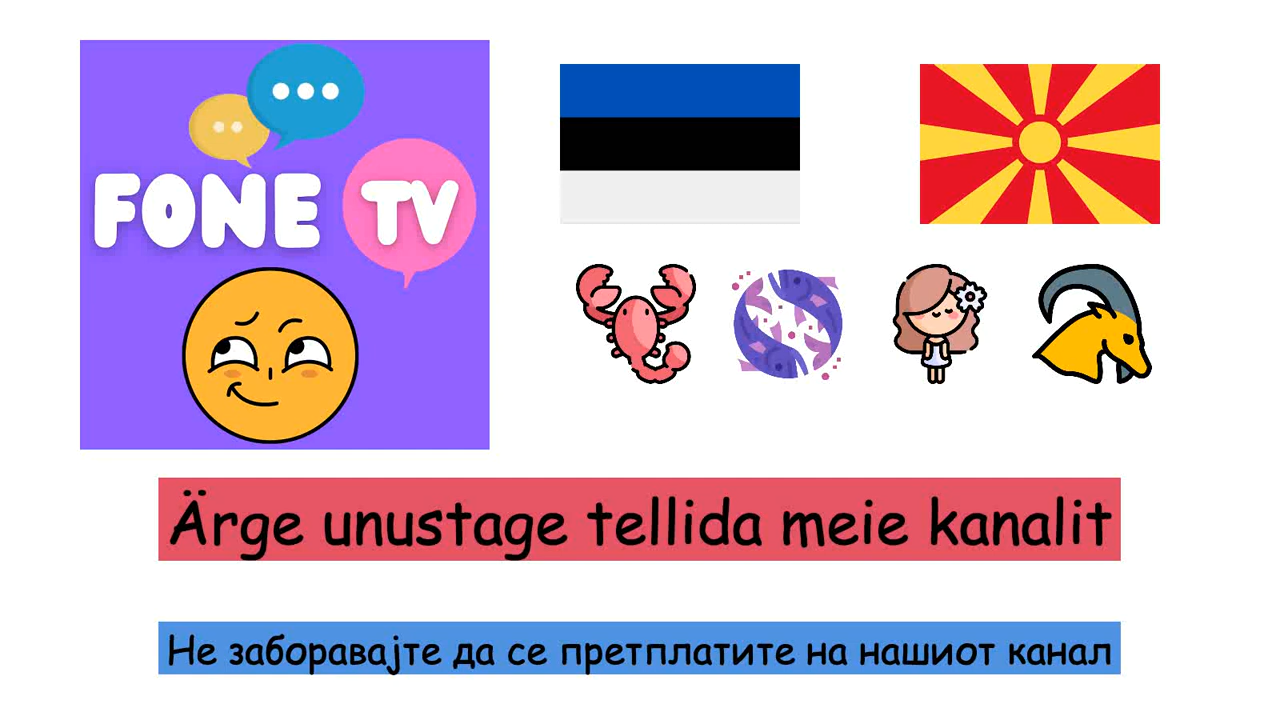 FONE TV
Ärge unustage tellida meie kanalit
Не заборавајте да се претплатите на нашиот канал